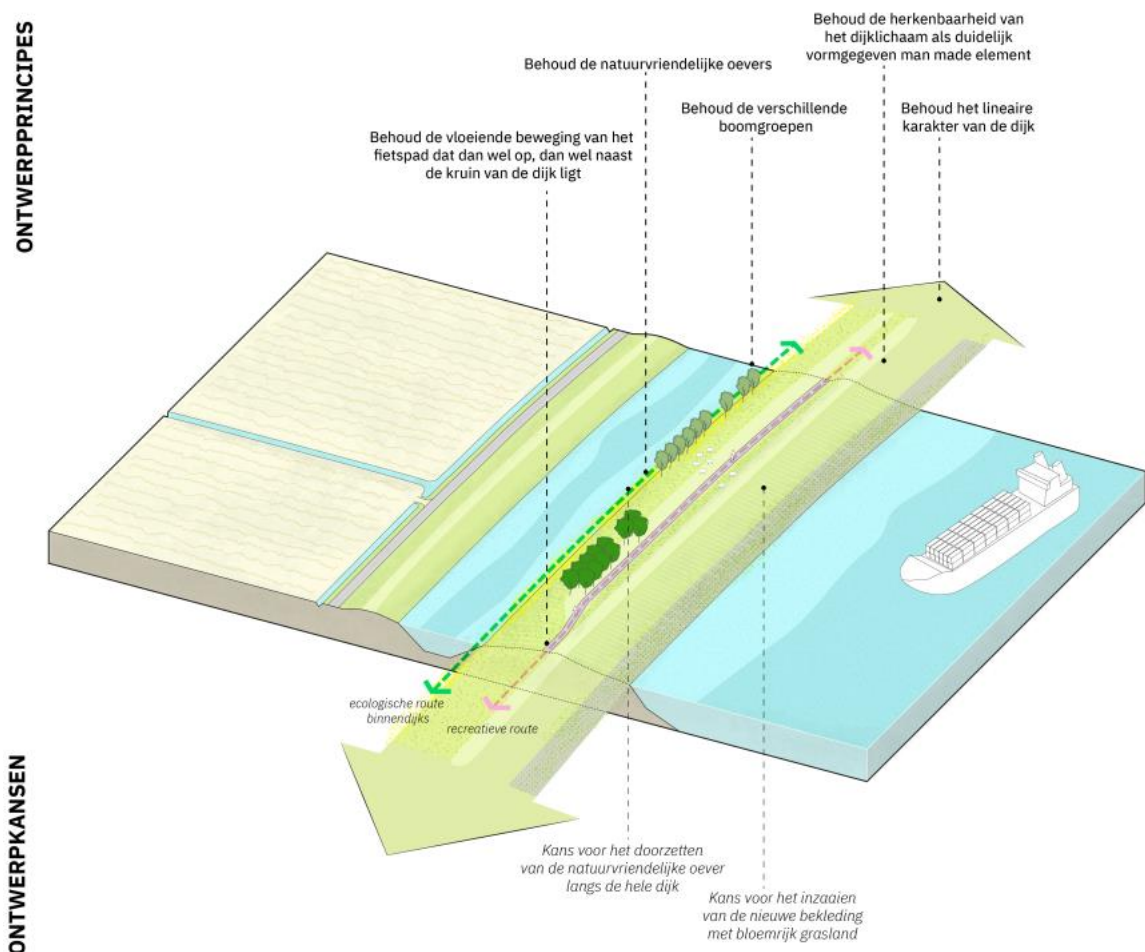 ONTWERPPRINCIPES
Behoud de herkenbaarheid van
het dijklichaam als duidelijk
vormgegeven man made element
Behoud de natuurvriendelijke oevers
Behoud de verschillende
boomgroepen
Behoud het lineaire
karakter van de dijk
Behoud de vloeiende beweging van het
fietspad dat dan wel op, dan wel naast
de kruin van de dijk ligt
ecologische route
binnendijks
recreatieve route
ONTWERPKANSEN
Kans voor het doorzetten
van de natuurvriendelijke oever
langs de hele dijk
Kans voor het inzaaien
van de nieuwe bekleding
met bloemrijk grasland